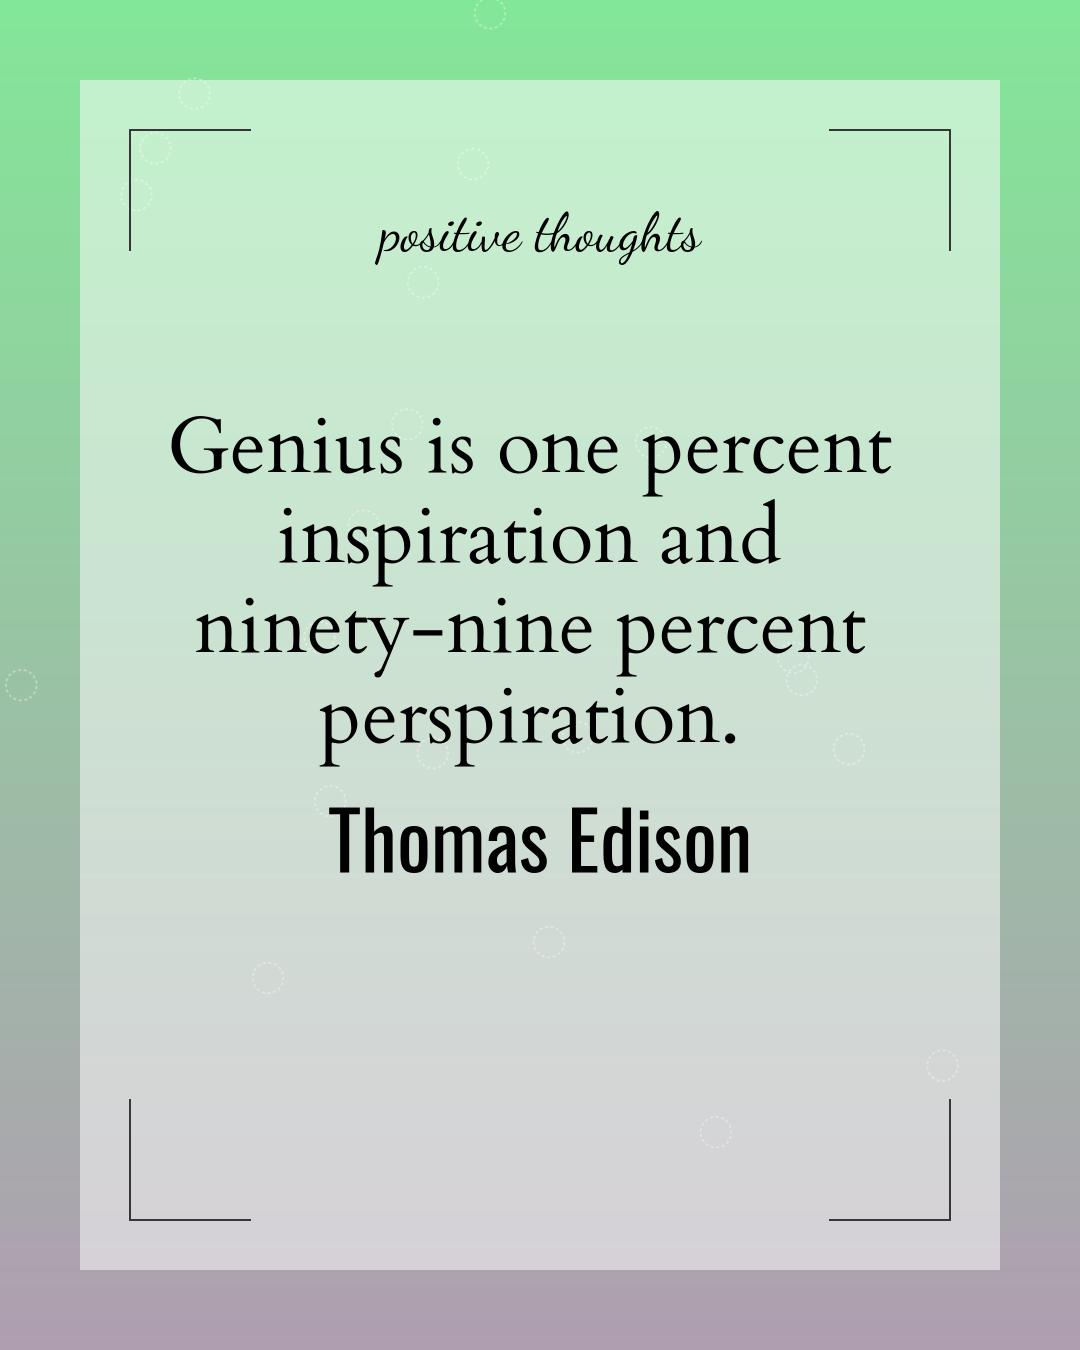 positive thoughts
Genius is one percent
inspiration and
ninety-nine percent
perspiration.
Thomas Edison